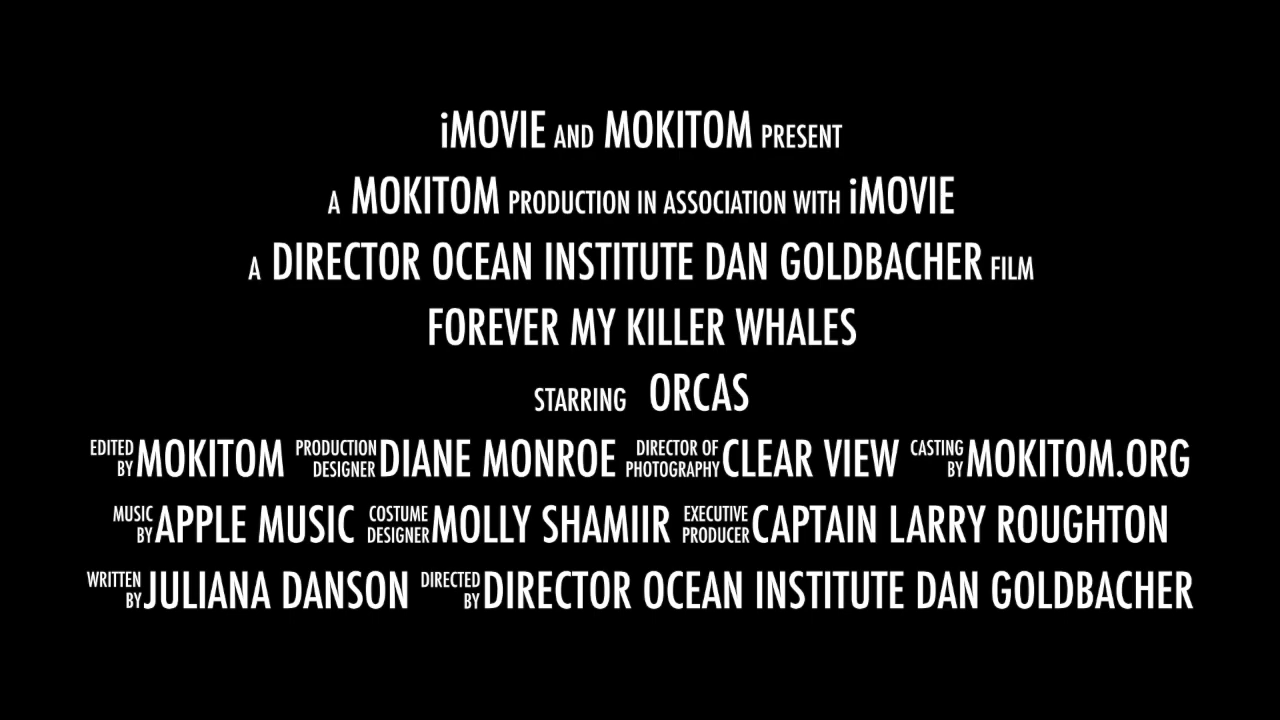 iMOVIE AND MOKITOM PRESENT
A MOKITOM PRODUCTION IN ASSOCIATION WITH iMOVIE
A DIRECTOR OCEAN INSTITUTE DAN GOLDBACHER FILM
FOREVER MY KILLER WHALES
STARRING ORCAS
EDITED BY MOKITOM PRODUCTION DESIGNER DIANE MONROE DIRECTOR OF PHOTOGRAPHY CLEAR VIEW CASTING BY MOKITOM.ORG
MUSIC BY APPLE MUSIC COSTUME DESIGNER MOLLY SHAMIIR EXECUTIVE PRODUCER CAPTAIN LARRY ROUGHTON
WRITTEN BY JULIANA DANSON DIRECTED BY DIRECTOR OCEAN INSTITUTE DAN GOLDBACHER